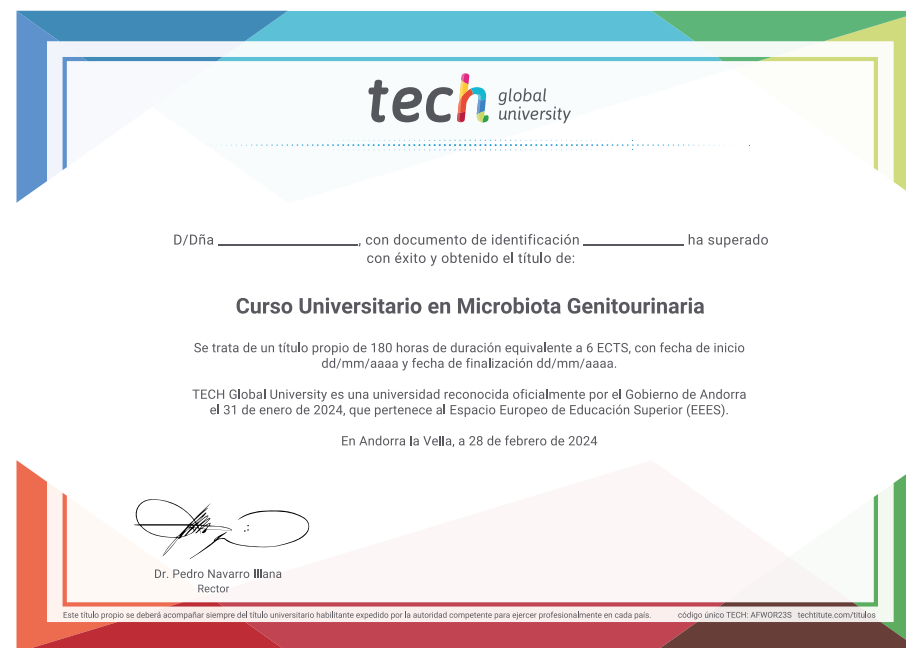 tech global university
D/Dña ____________________, con documento de identificación ______________ ha superado
con éxito y obtenido el título de:
Curso Universitario en Microbiota Genitourinaria
Se trata de un título propio de 180 horas de duración equivalente a 6 ECTS, con fecha de inicio
dd/mm/aaaa y fecha de finalización dd/mm/aaaa.
TECH Global University es una universidad reconocida oficialmente por el Gobierno de Andorra
el 31 de enero de 2024, que pertenece al Espacio Europeo de Educación Superior (EEES).
En Andorra la Vella, a 28 de febrero de 2024
Dr. Pedro Navarro Illana
Rector
Este título propio se deberá acompañar siempre del título universitario habilitante expedido por la autoridad competente para ejercer profesionalmente en cada país. código único TECH: AFWOR23S techtitute.com/títulos